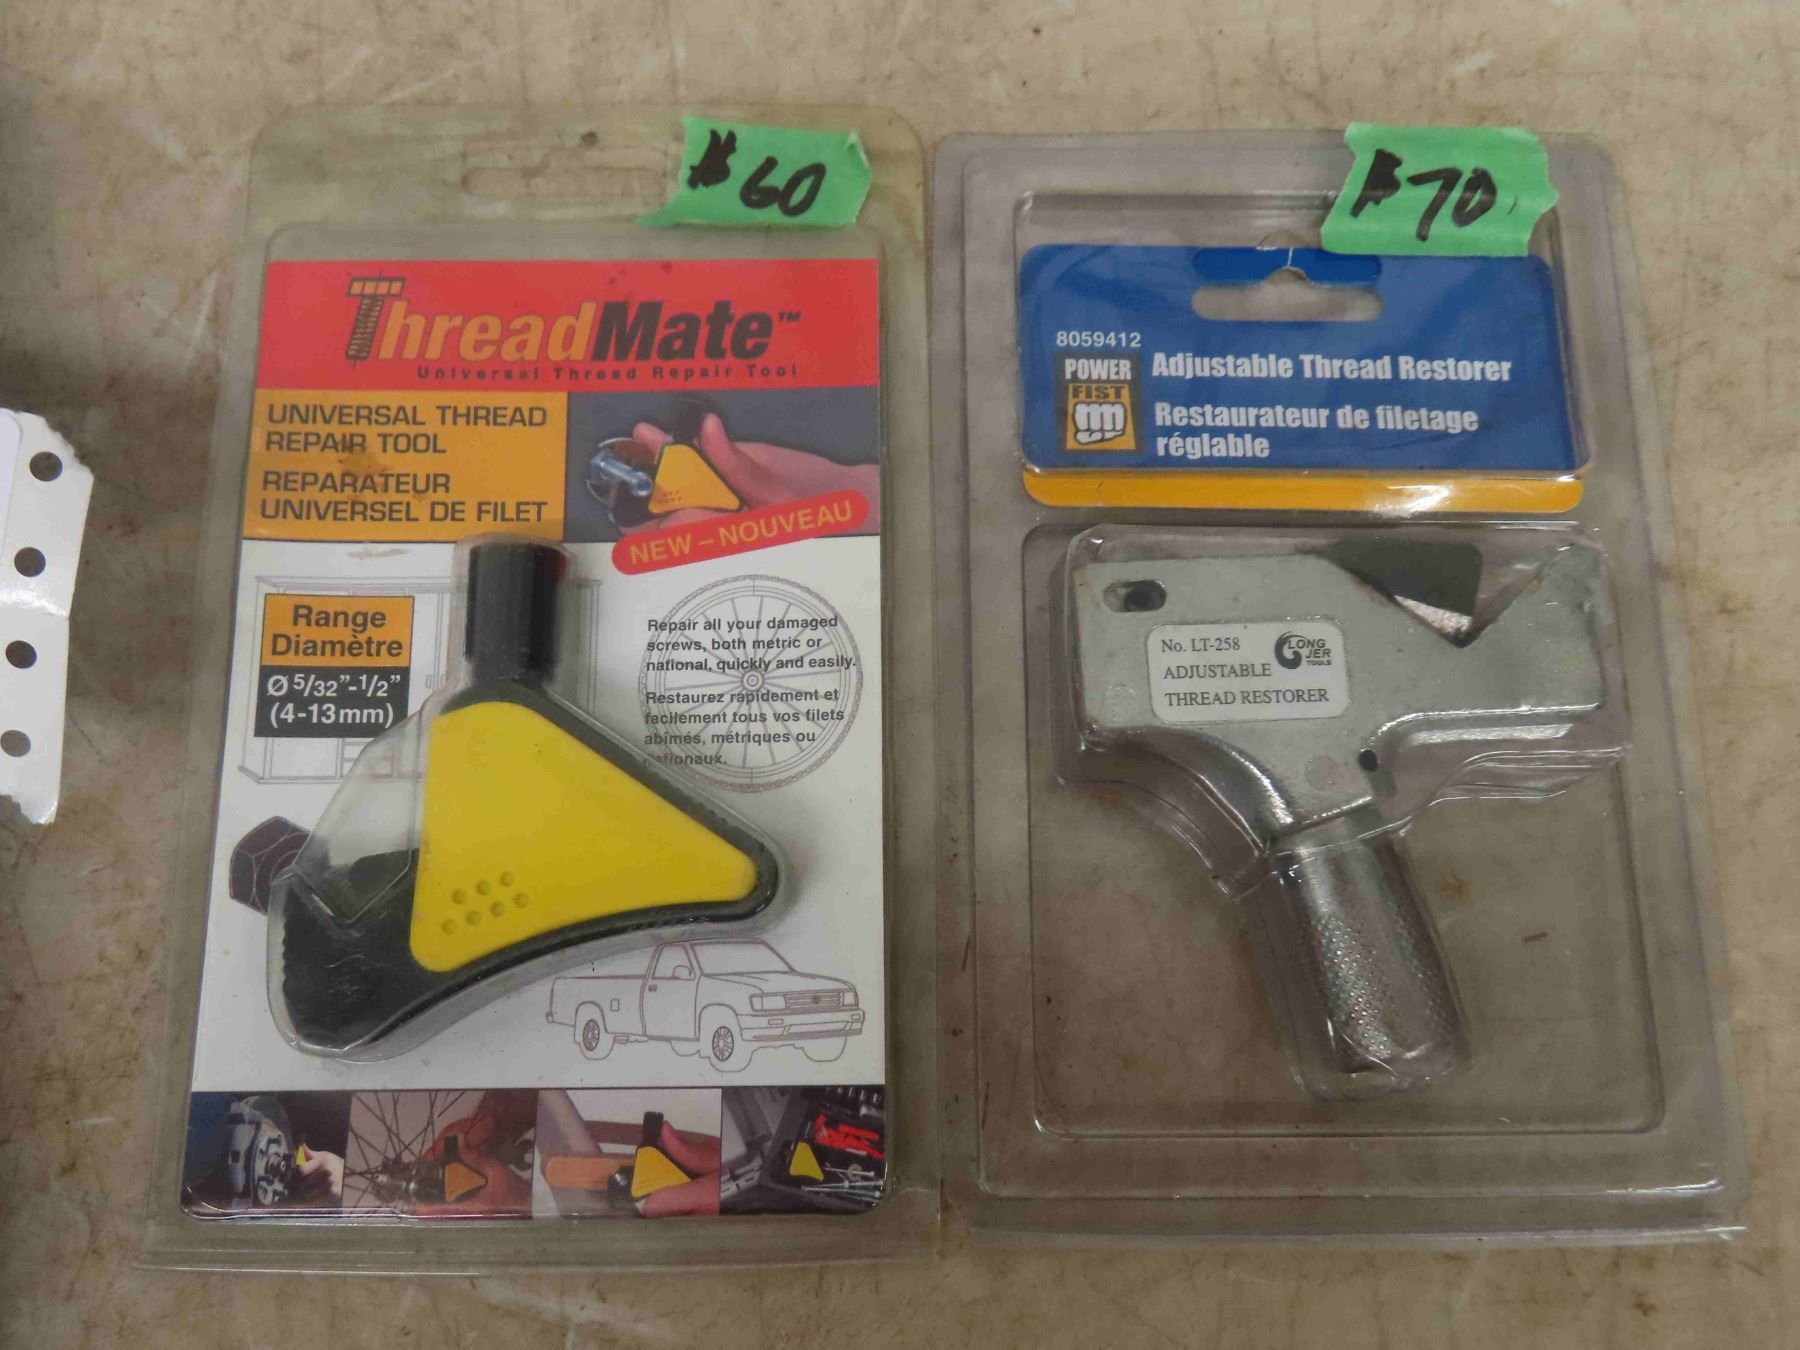 $60
ThreadMate™
Universal Thread Repair Tool
UNIVERSAL THREAD
REPAIR TOOL
REPARATEUR
UNIVERSEL DE FILET
NEW – NOUVEAU
Range
Diamètre
Ø 5/32"-1/2"
(4-13mm)
Repair all your damaged
screws, both metric or
national, quickly and easily.
Restaurez rapidement et
facilement tous vos filets
abîmés, métriques ou
nationaux.
$70
8059412
POWER
FIST
Adjustable Thread Restorer
Restaurateur de filetage
réglable
No. LT-258
ADJUSTABLE
THREAD RESTORER
LONG
JER
TOOLS